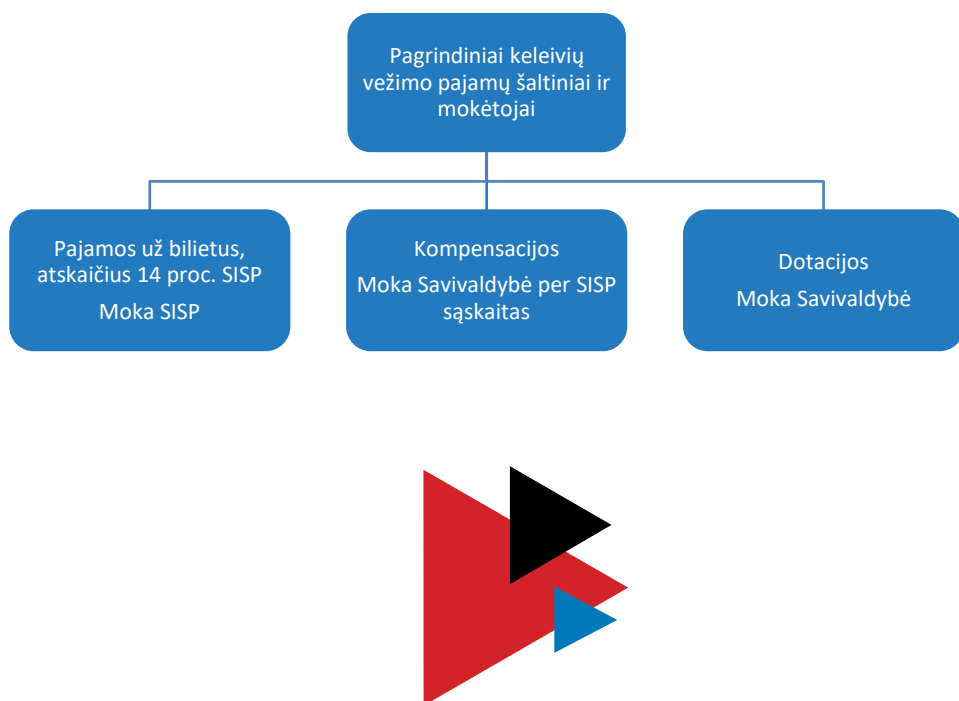 Pagrindiniai keleivių
vežimo pajamų šaltiniai ir
mokėtojai
Pajamos už bilietus,
atskaičius 14 proc. SISP
Moka SISP
Kompensacijos
Moka Savivaldybė per SISP
sąskaitas
Dotacijos
Moka Savivaldybė